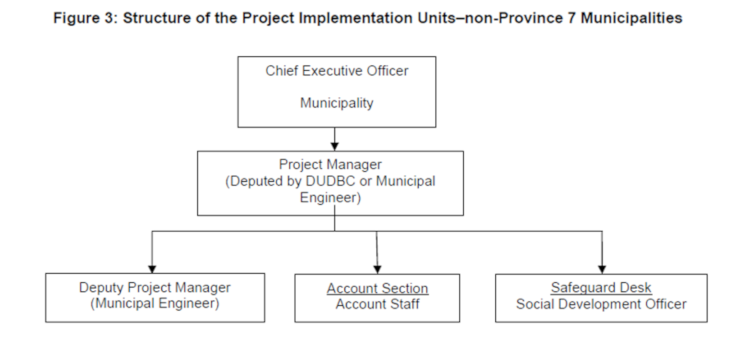 Figure 3: Structure of the Project Implementation Units–non-Province 7 Municipalities
Chief Executive Officer
Municipality
Project Manager
(Deputed by DUDBC or Municipal
Engineer)
Deputy Project Manager
(Municipal Engineer)
Account Section
Account Staff
Safeguard Desk
Social Development Officer